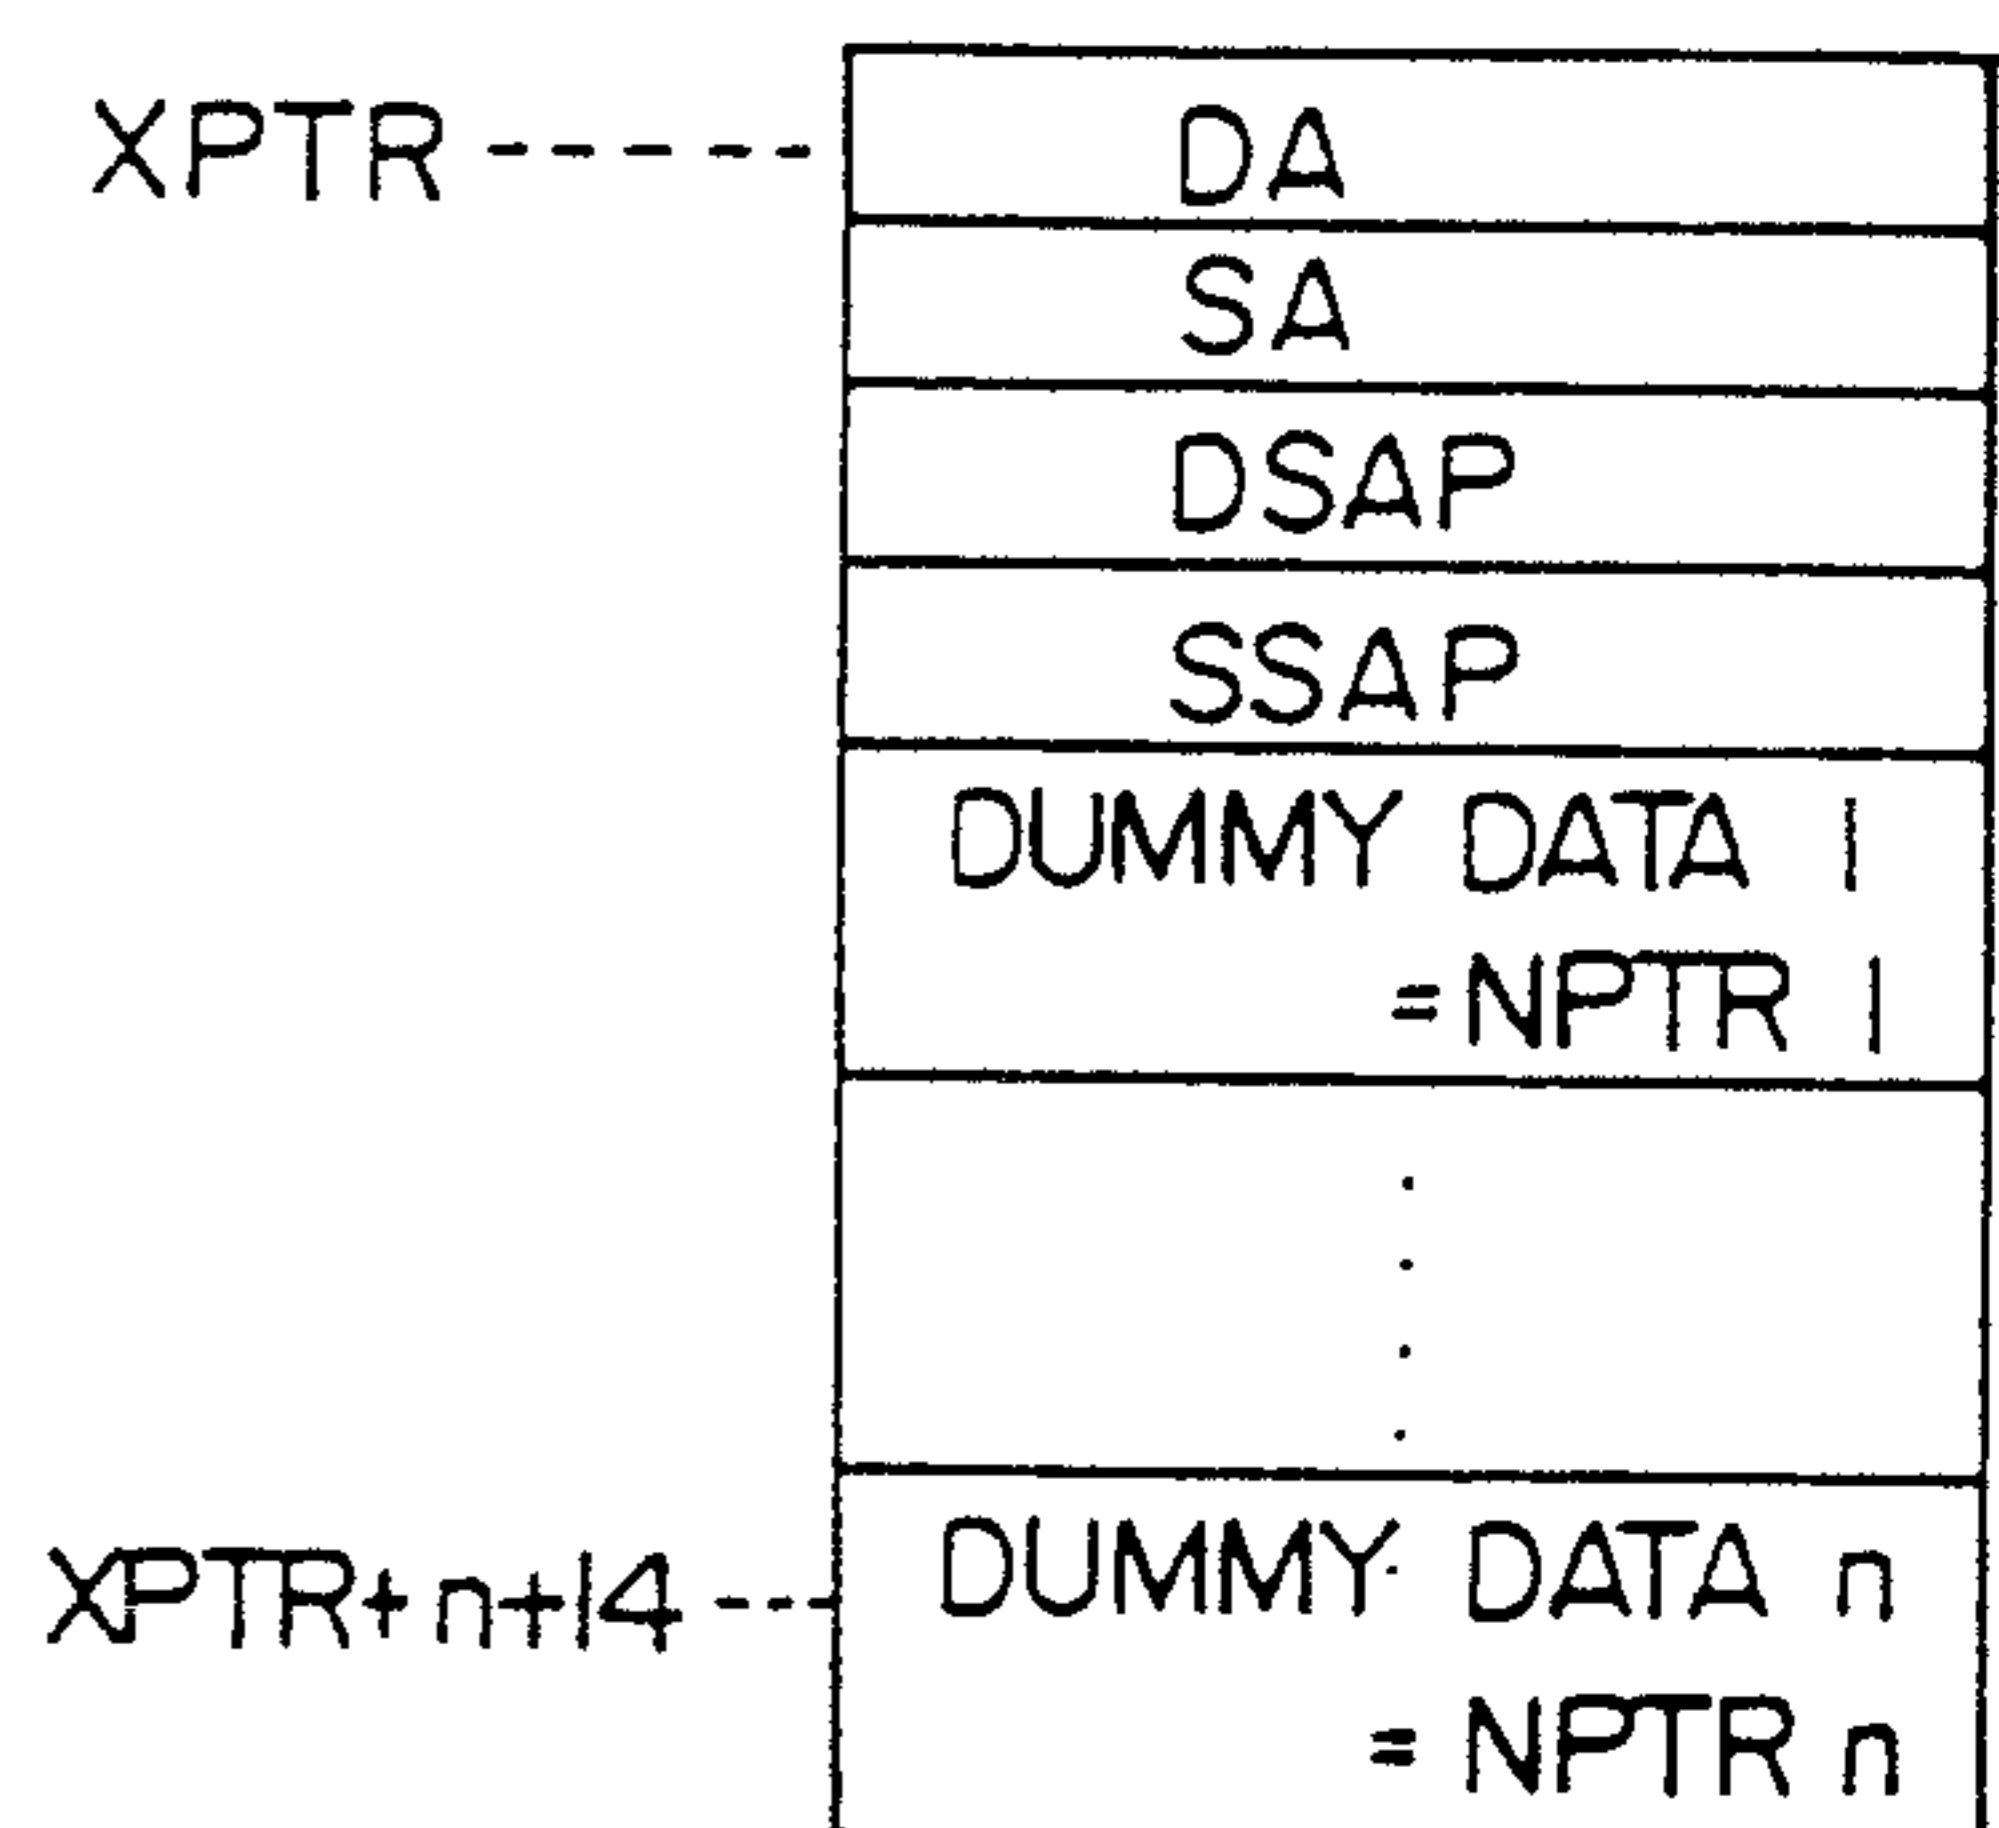 XPTR
DA
SA
DSAP
SSAP
DUMMY DATA 1
=NPTR 1
XPTR+n+14
DUMMY DATA n
= NPTR n